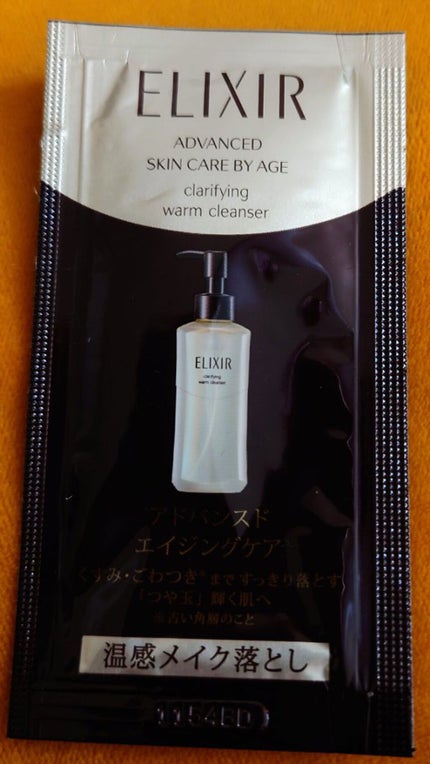 ELIXIR
ADVANCED
SKIN CARE BY AGE
clarifying
warm cleanser
ELIXIR
clarifying
warm cleanser
アドバンスド
エイジングケア
くすみ・ごわつき※まですっきり落とす
「つや玉」輝く肌へ
※古い角層のこと
温感メイク落とし
1154ED